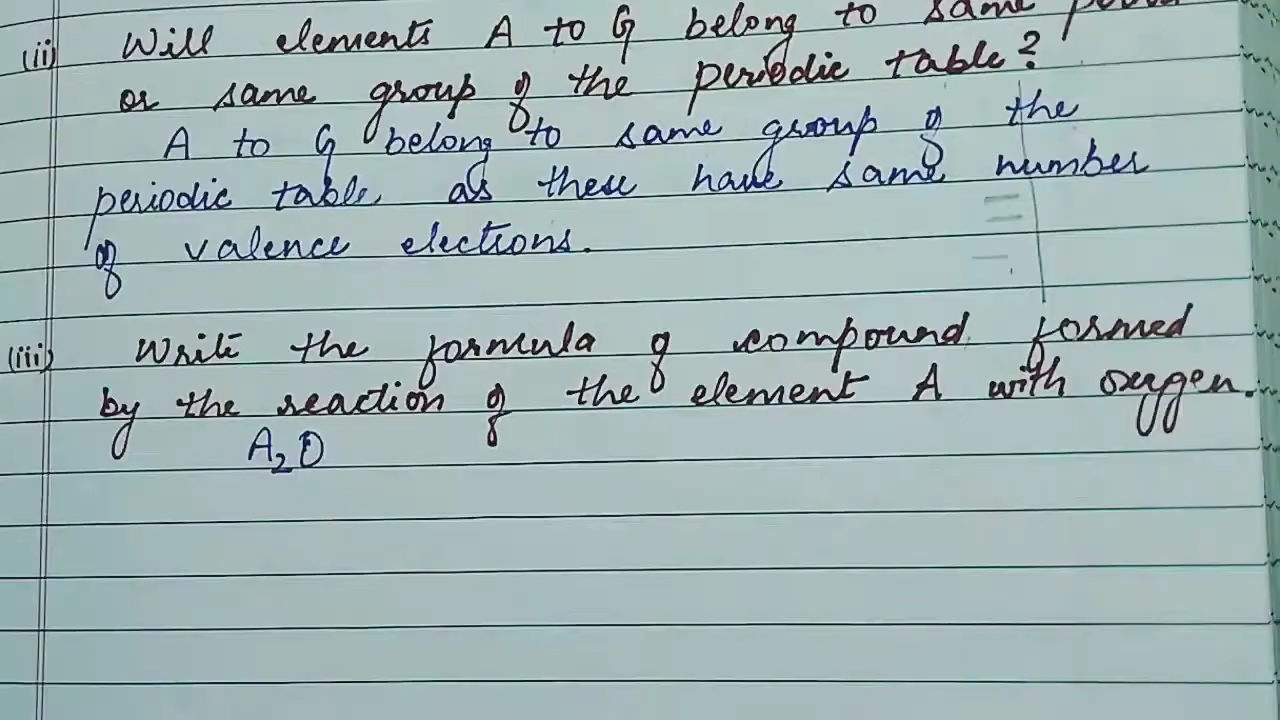 (ii) Will elements A to G belong to same
or same group of the periodic table?
A to G belong to same group of the
periodic table as these have same number
of valence elections.
(iii) Write the formula of compound formed
by the reaction of the element A with oxygen.
A₂O